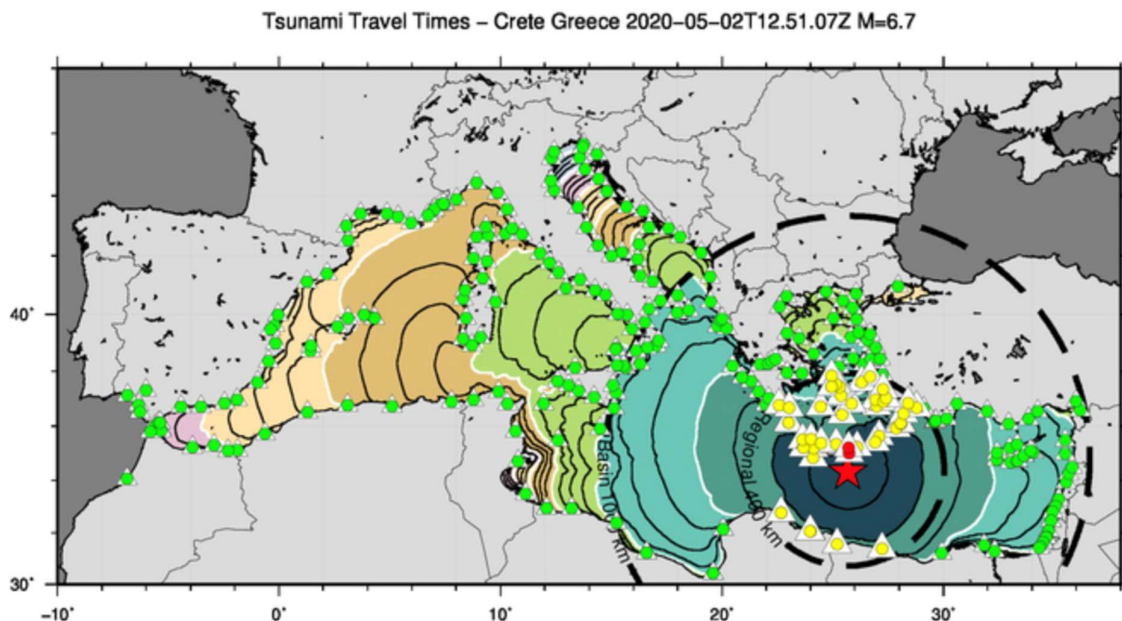 Tsunami Travel Times – Crete Greece 2020–05–02T12.51.07Z M=6.7
40˚
30˚
Regional 400 km
Basin 1000 km
−10˚
0˚
10˚
20˚
30˚